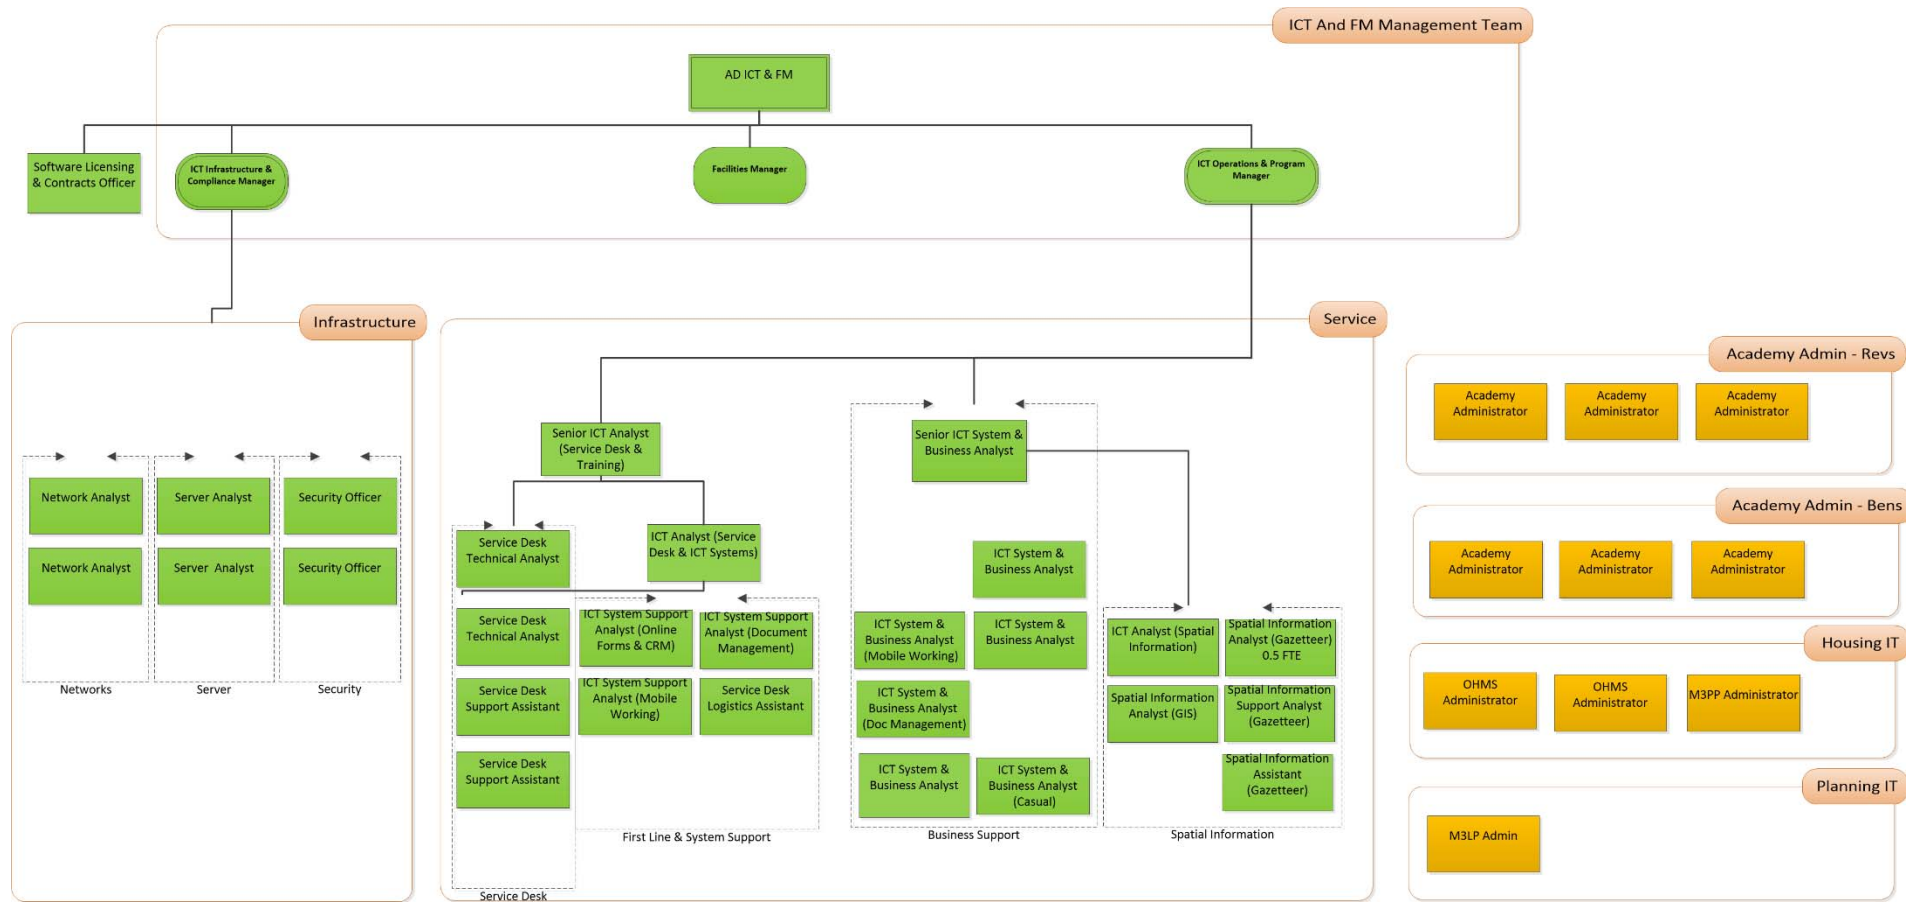 ICT And FM Management Team
AD ICT & FM
Software Licensing
& Contracts Officer
ICT Infrastructure &
Compliance Manager
Facilities Manager
ICT Operations & Program
Manager
Infrastructure
Network Analyst
Network Analyst
Networks
Server Analyst
Server Analyst
Server
Security Officer
Security Officer
Security
Service
Senior ICT Analyst
(Service Desk &
Training)
Service Desk
Technical Analyst
ICT Analyst (Service
Desk & ICT Systems)
Service Desk
Technical Analyst
Service Desk
Support Assistant
Service Desk
Support Assistant
Service Desk
ICT System Support
Analyst (Online
Forms & CRM)
ICT System Support
Analyst (Document
Management)
ICT System Support
Analyst (Mobile
Working)
Service Desk
Logistics Assistant
First Line & System Support
Senior ICT System &
Business Analyst
ICT System &
Business Analyst
ICT System &
Business Analyst
(Mobile Working)
ICT System &
Business Analyst
ICT System &
Business Analyst
(Doc Management)
ICT System &
Business Analyst
ICT System &
Business Analyst
(Casual)
Business Support
ICT Analyst (Spatial
Information)
Spatial Information
Analyst (Gazetteer)
0.5 FTE
Spatial Information
Analyst (GIS)
Spatial Information
Support Analyst
(Gazetteer)
Spatial Information
Assistant
(Gazetteer)
Spatial Information
Academy Admin - Revs
Academy
Administrator
Academy
Administrator
Academy
Administrator
Academy Admin - Bens
Academy
Administrator
Academy
Administrator
Academy
Administrator
Housing IT
OHMS
Administrator
OHMS
Administrator
M3PP Administrator
Planning IT
M3LP Admin